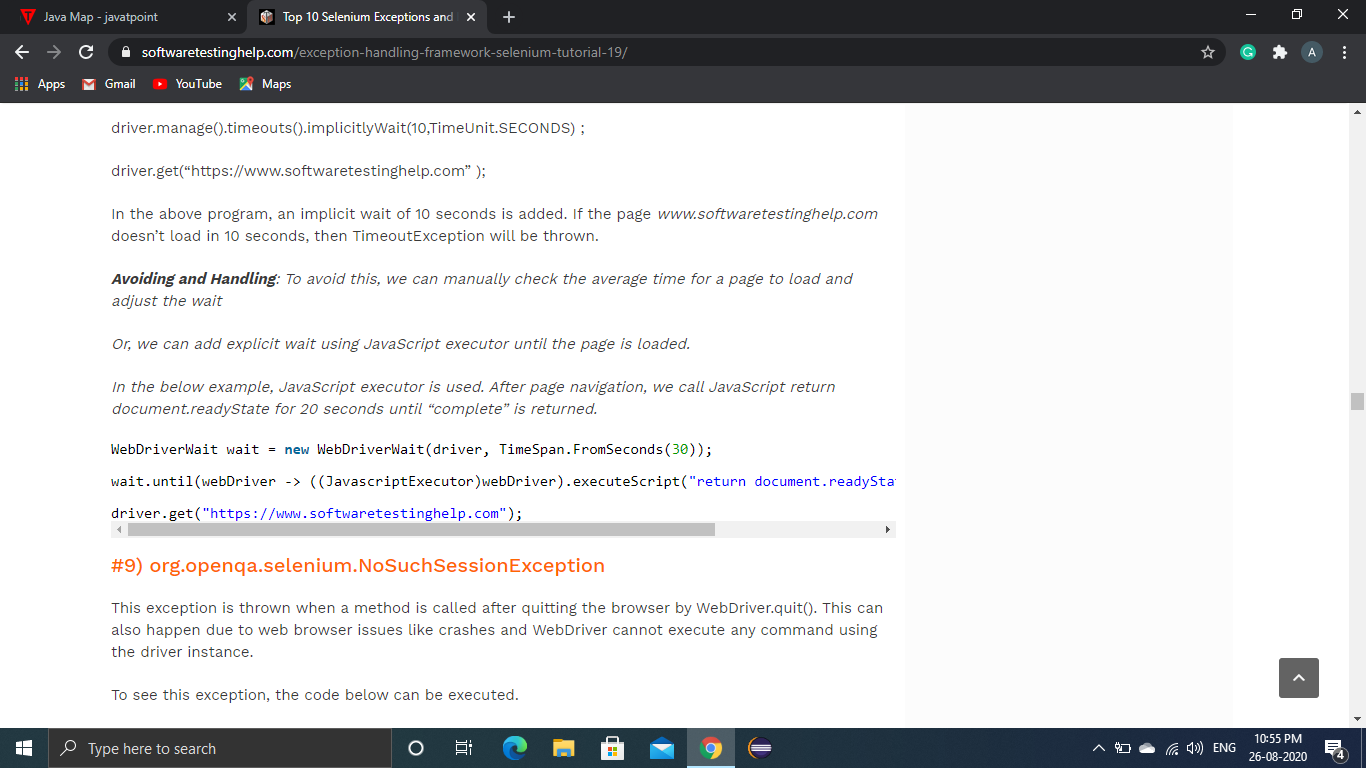 Java Map - javatpoint
Top 10 Selenium Exceptions and
softwaretestinghelp.com/exception-handling-framework-selenium-tutorial-19/
G
A
Apps
Gmail
YouTube
Maps
driver.manage().timeouts().implicitlyWait(10,TimeUnit.SECONDS) ;
driver.get(“https://www.softwaretestinghelp.com” );
In the above program, an implicit wait of 10 seconds is added. If the page www.softwaretestinghelp.com
doesn’t load in 10 seconds, then TimeoutException will be thrown.
Avoiding and Handling: To avoid this, we can manually check the average time for a page to load and
adjust the wait
Or, we can add explicit wait using JavaScript executor until the page is loaded.
In the below example, JavaScript executor is used. After page navigation, we call JavaScript return
document.readyState for 20 seconds until “complete” is returned.
WebDriverWait wait = new WebDriverWait(driver, TimeSpan.FromSeconds(30));
wait.until(webDriver -> ((JavascriptExecutor)webDriver).executeScript("return document.readySta
driver.get("https://www.softwaretestinghelp.com");
#9) org.openqa.selenium.NoSuchSessionException
This exception is thrown when a method is called after quitting the browser by WebDriver.quit(). This can
also happen due to web browser issues like crashes and WebDriver cannot execute any command using
the driver instance.
To see this exception, the code below can be executed.
Type here to search
ENG
10:55 PM
26-08-2020
4